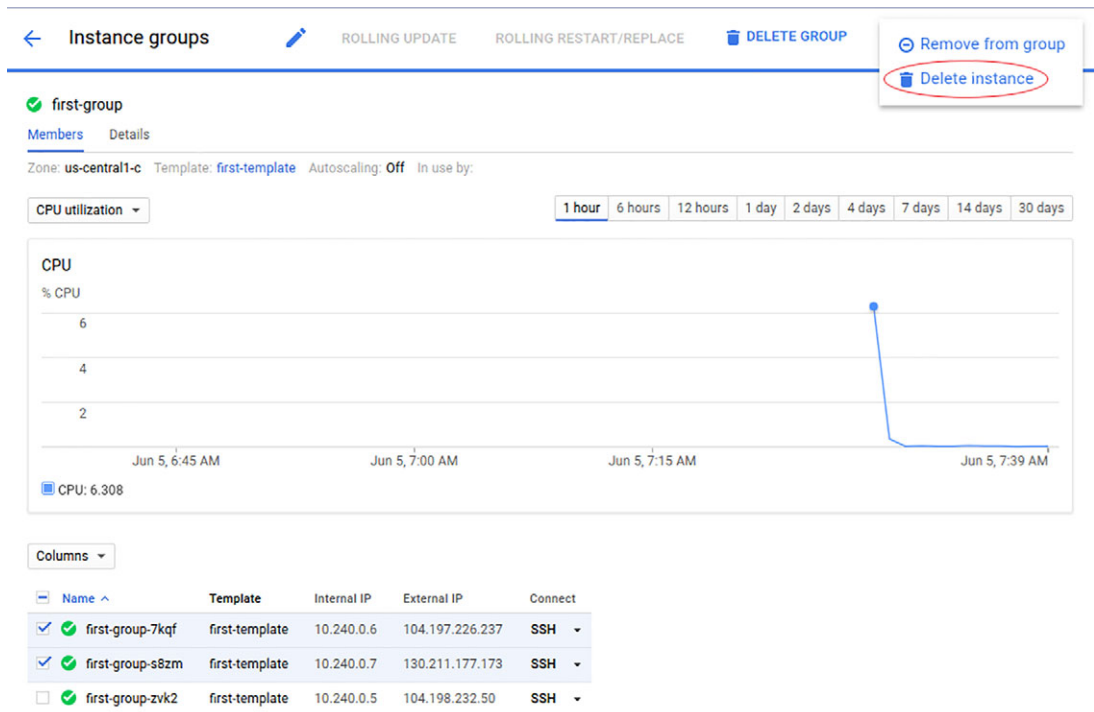 Instance groups ROLLING UPDATE ROLLING RESTART/REPLACE DELETE GROUP
Remove from group
Delete instance
first-group
Members Details
Zone: us-central1-c Template: first-template Autoscaling: Off In use by:
CPU utilization 1 hour 6 hours 12 hours 1 day 2 days 4 days 7 days 14 days 30 days
CPU
% CPU
6
4
2
Jun 5, 6:45 AM Jun 5, 7:00 AM Jun 5, 7:15 AM Jun 5, 7:39 AM
CPU: 6.308
Columns
Name Template Internal IP External IP Connect
first-group-7kqf first-template 10.240.0.6 104.197.226.237 SSH
first-group-s8zm first-template 10.240.0.7 130.211.177.173 SSH
first-group-zvk2 first-template 10.240.0.5 104.198.232.50 SSH